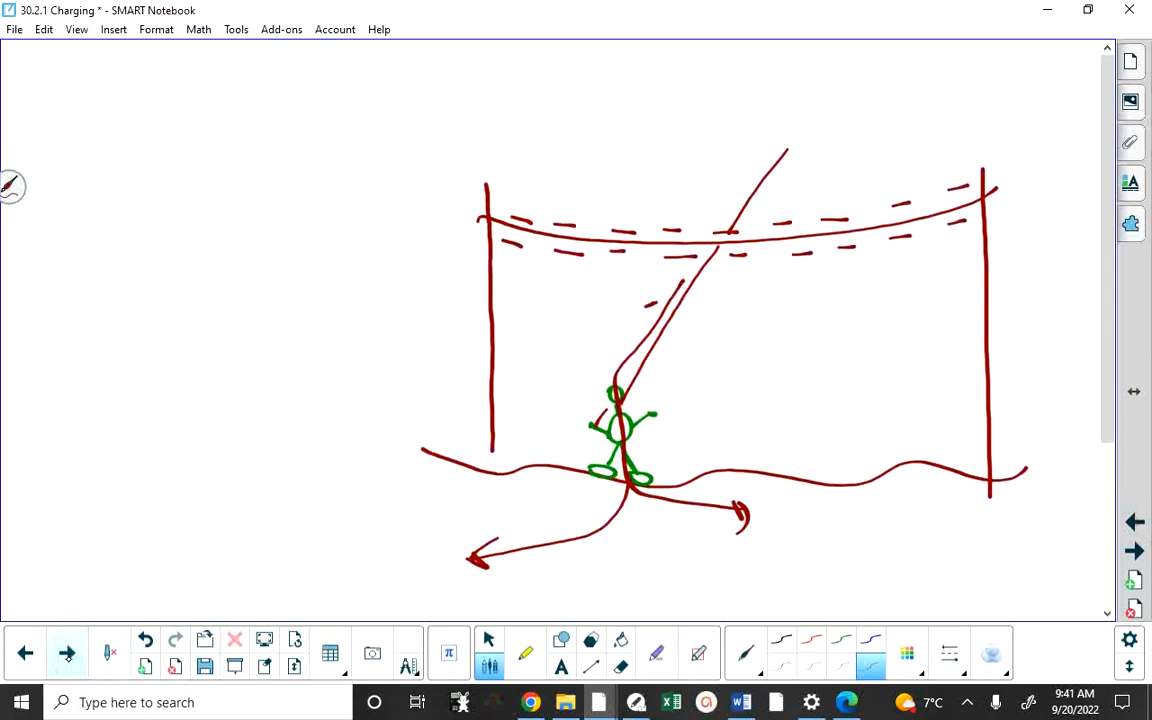 30.2.1 Charging * - SMART Notebook
File Edit View Insert Format Math Tools Add-ons Account Help
Type here to search
7°C
9:41 AM
9/20/2022